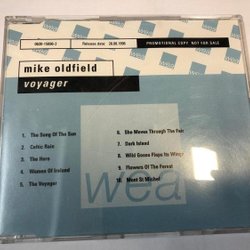 Release date: 26.08.1996
PROMOTIONAL COPY NOT FOR SALE
mike oldfield
voyager
1. The Song Of The Sun
2. Celtic Rain
3. The Hero
4. Women Of Ireland
5. The Voyager
6. She Moves Through The Fair
7. Dark Island
8. Wild Goose Flaps Its Wings
9. Flowers Of The Forest
10. Mont St Michel
wea